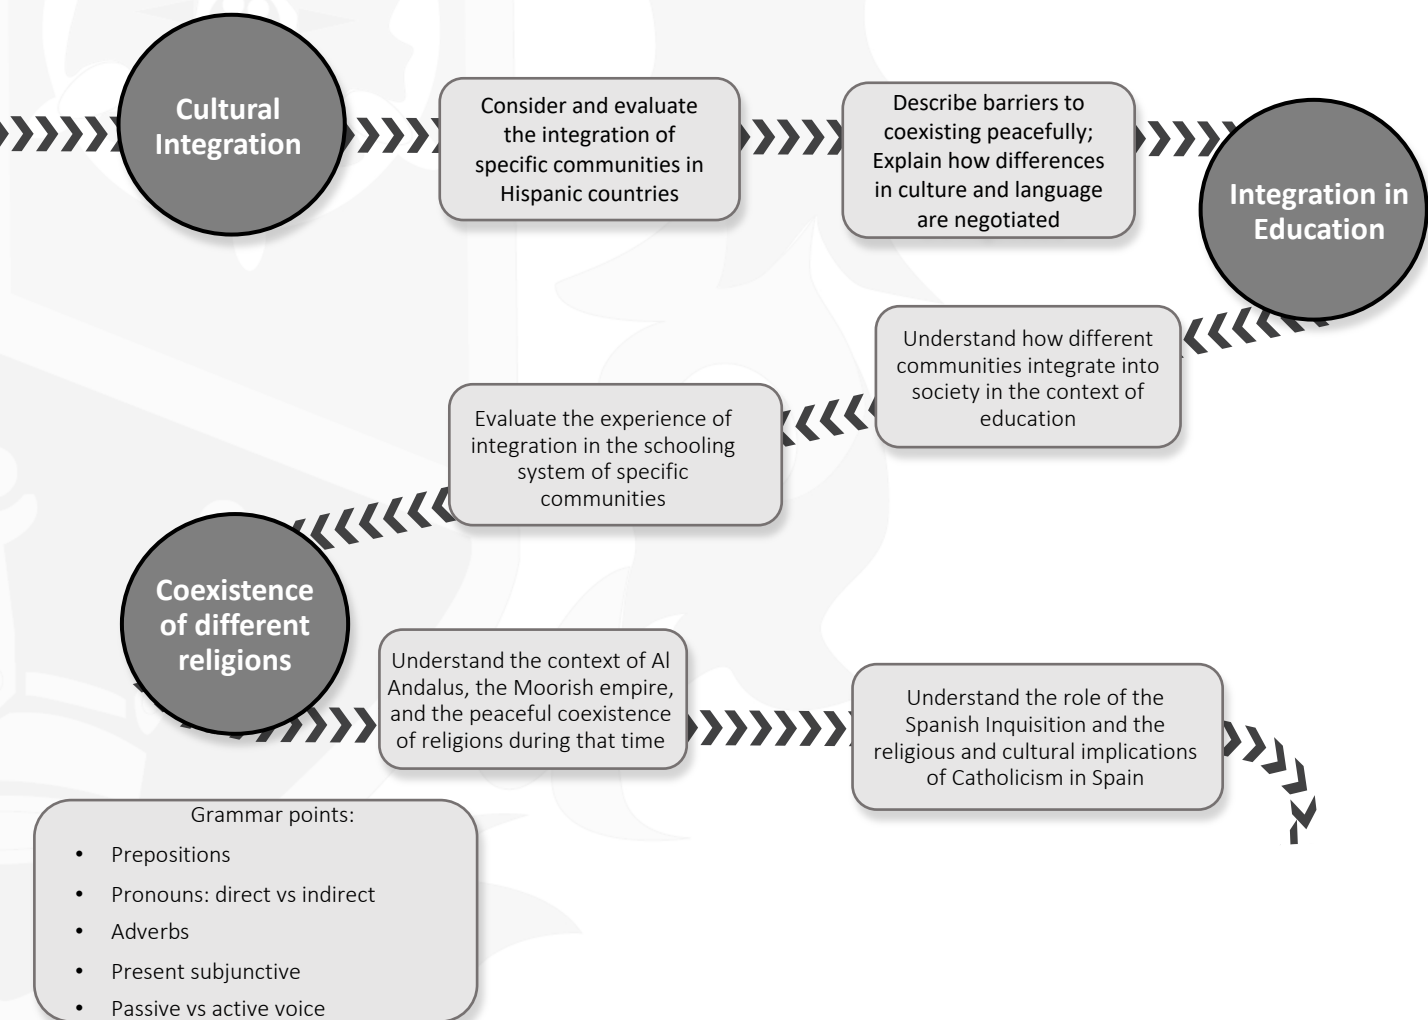 Cultural
Integration
Consider and evaluate
the integration of
specific communities in
Hispanic countries
Describe barriers to
coexisting peacefully;
Explain how differences
in culture and language
are negotiated
Integration in
Education
Understand how different
communities integrate into
society in the context of
education
Evaluate the experience of
integration in the schooling
system of specific
communities
Coexistence
of different
religions
Understand the context of Al
Andalus, the Moorish empire,
and the peaceful coexistence
of religions during that time
Understand the role of the
Spanish Inquisition and the
religious and cultural implications
of Catholicism in Spain
Grammar points:
• Prepositions
• Pronouns: direct vs indirect
• Adverbs
• Present subjunctive
• Passive vs active voice